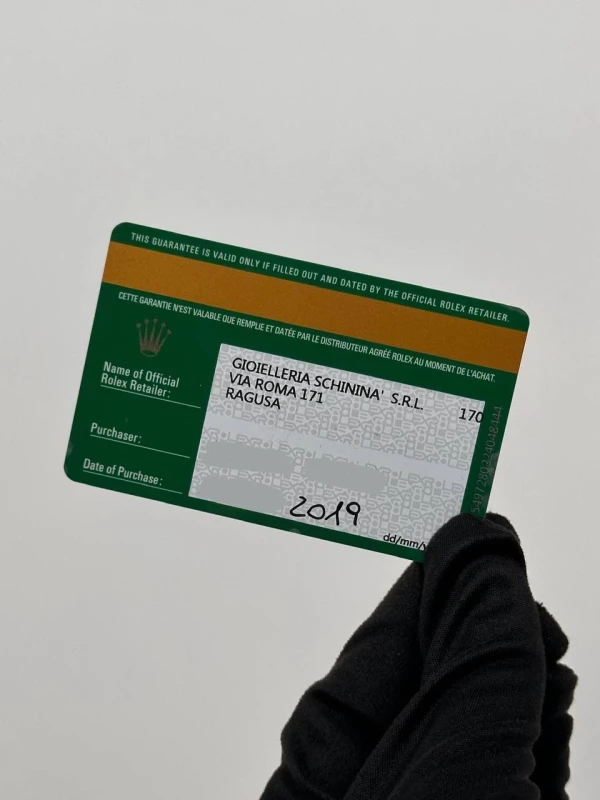 THIS GUARANTEE IS VALID ONLY IF FILLED OUT AND DATED BY THE OFFICIAL ROLEX RETAILER.
CETTE GARANTIE N'EST VALABLE QUE REMPLIE ET DATÉE PAR LE DISTRIBUTEUR AGRÉÉ ROLEX AU MOMENT DE L'ACHAT.
Name of Official
Rolex Retailer:
GIOIELLERIA SCHININA' S.R.L. 170
VIA ROMA 171
RAGUSA
Purchaser:
Date of Purchase:
2019
dd/mm/